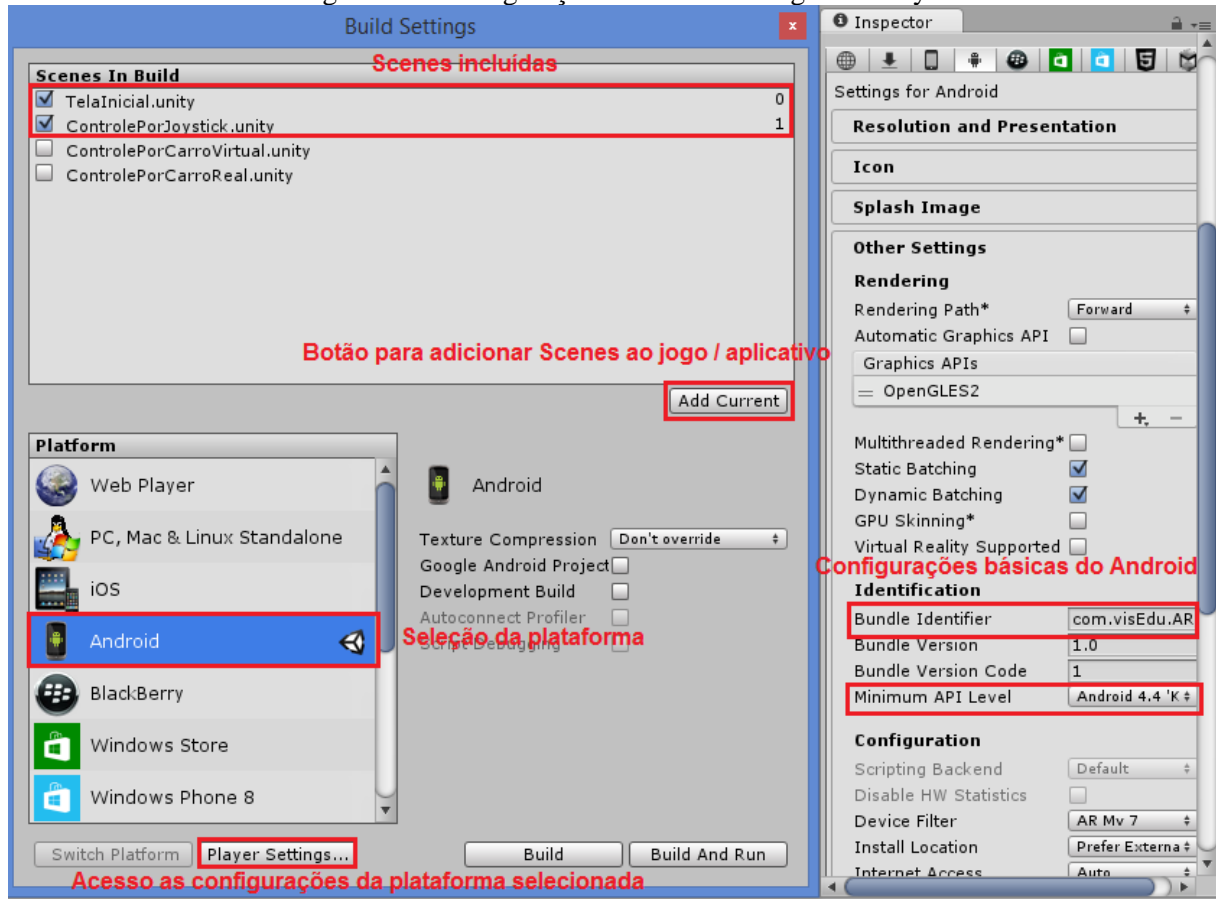 Build Settings
x
Scenes incluídas
Scenes In Build
TelaInicial.unity 0
ControlePorJoystick.unity 1
ControlePorCarroVirtual.unity
ControlePorCarroReal.unity
Botão para adicionar Scenes ao jogo / aplicativo
Add Current
Platform
Web Player
PC, Mac & Linux Standalone
iOS
Android
BlackBerry
Windows Store
Windows Phone 8
Android
Texture Compression Don't override
Google Android Project
Development Build
Autoconnect Profiler
Seleção da plataforma
Script Debugging
Switch Platform Player Settings... Build Build And Run
Acesso as configurações da plataforma selecionada
Inspector
Settings for Android
Resolution and Presentation
Icon
Splash Image
Other Settings
Rendering
Rendering Path* Forward
Automatic Graphics API
Graphics APIs
= OpenGLES2
+ −
Multithreaded Rendering*
Static Batching
Dynamic Batching
GPU Skinning*
Virtual Reality Supported
Configurações básicas do Android
Identification
Bundle Identifier com.visEdu.AR
Bundle Version 1.0
Bundle Version Code 1
Minimum API Level Android 4.4 'K
Configuration
Scripting Backend Default
Disable HW Statistics
Device Filter AR Mv 7
Install Location Prefer Externa
Internet Access Auto